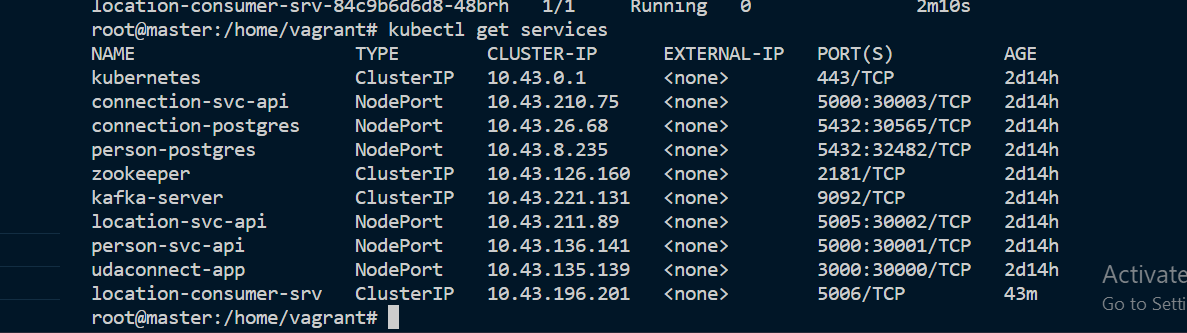 location-consumer-srv-84c9b6d6d8-48brh   1/1     Running   0          2m10s
root@master:/home/vagrant# kubectl get services
NAME                    TYPE        CLUSTER-IP      EXTERNAL-IP   PORT(S)          AGE
kubernetes              ClusterIP   10.43.0.1       <none>        443/TCP          2d14h
connection-svc-api      NodePort    10.43.210.75    <none>        5000:30003/TCP   2d14h
connection-postgres     NodePort    10.43.26.68     <none>        5432:30565/TCP   2d14h
person-postgres         NodePort    10.43.8.235     <none>        5432:32482/TCP   2d14h
zookeeper               ClusterIP   10.43.126.160   <none>        2181/TCP         2d14h
kafka-server            ClusterIP   10.43.221.131   <none>        9092/TCP         2d14h
location-svc-api        NodePort    10.43.211.89    <none>        5005:30002/TCP   2d14h
person-svc-api          NodePort    10.43.136.141   <none>        5000:30001/TCP   2d14h
udaconnect-app          NodePort    10.43.135.139   <none>        3000:30000/TCP   2d14h
location-consumer-srv   ClusterIP   10.43.196.201   <none>        5006/TCP         43m
root@master:/home/vagrant#
Activate
Go to Setti